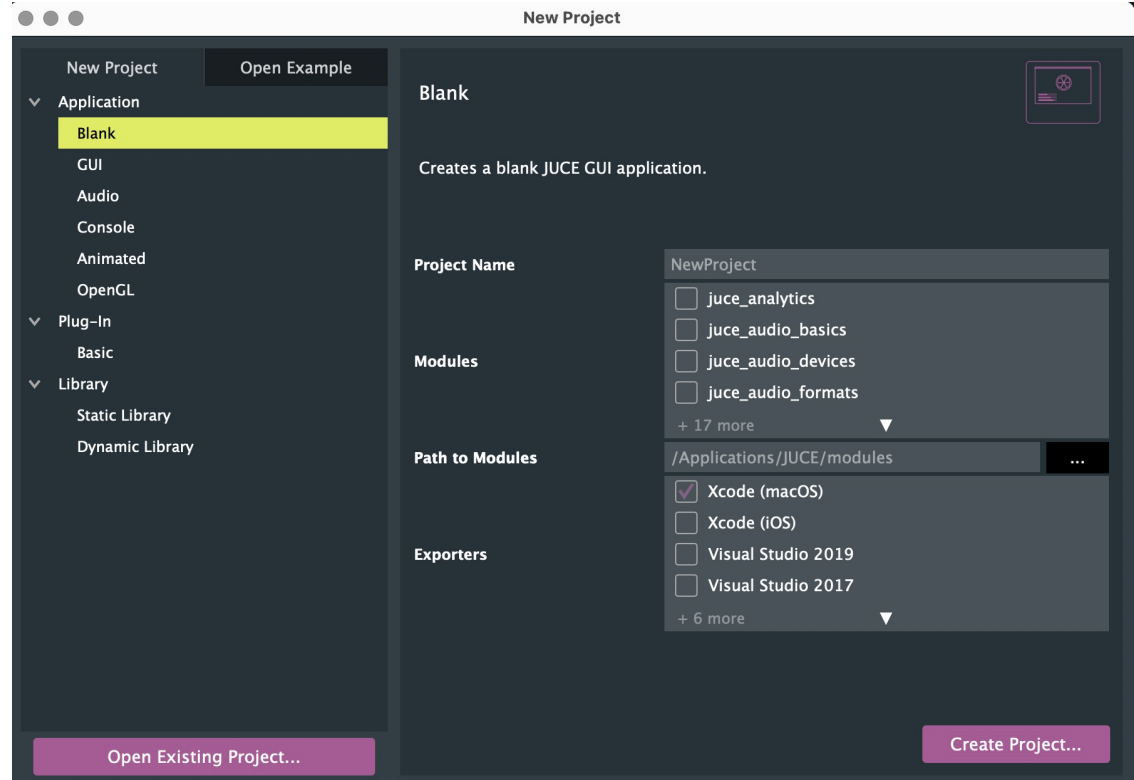 New Project
New Project
Open Example
Application
Blank
GUI
Audio
Console
Animated
OpenGL
Plug-In
Basic
Library
Static Library
Dynamic Library
Open Existing Project...
Blank
Creates a blank JUCE GUI application.
Project Name
NewProject
Modules
juce_analytics
juce_audio_basics
juce_audio_devices
juce_audio_formats
+ 17 more
Path to Modules
/Applications/JUCE/modules
...
Exporters
Xcode (macOS)
Xcode (iOS)
Visual Studio 2019
Visual Studio 2017
+ 6 more
Create Project...